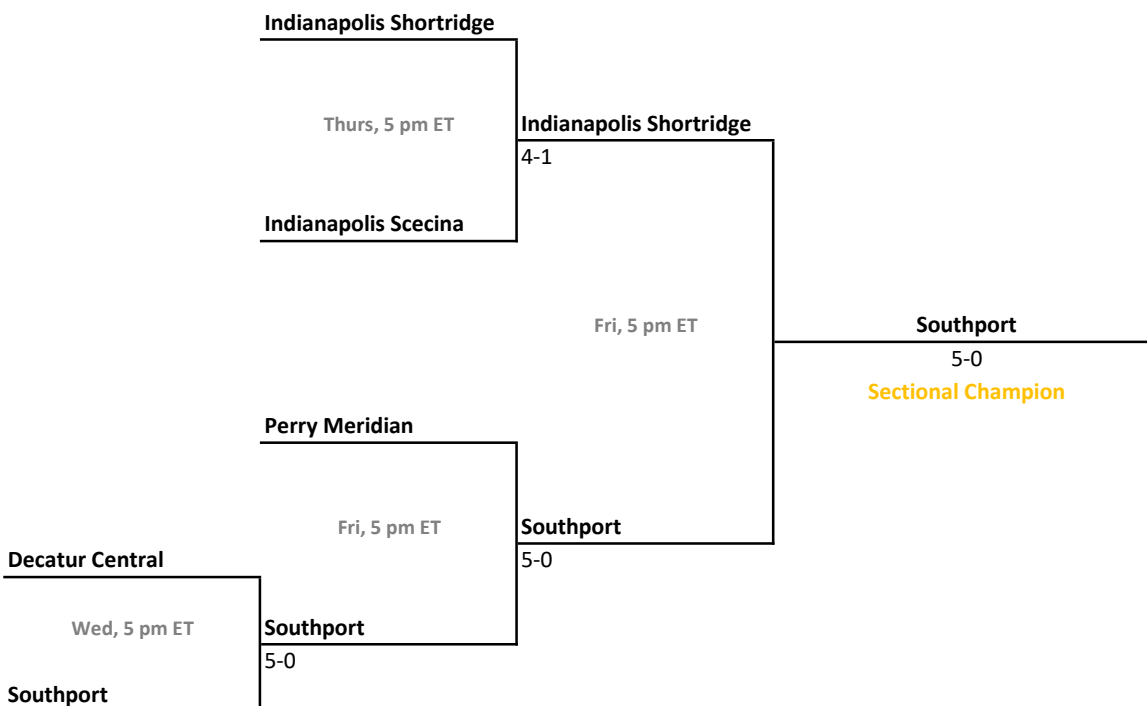 Indianapolis Shortridge
Thurs, 5 pm ET
Indianapolis Shortridge
4-1
Indianapolis Scecina
Fri, 5 pm ET
Southport
5-0
Sectional Champion
Perry Meridian
Fri, 5 pm ET
Southport
5-0
Decatur Central
Wed, 5 pm ET
Southport
5-0
Southport